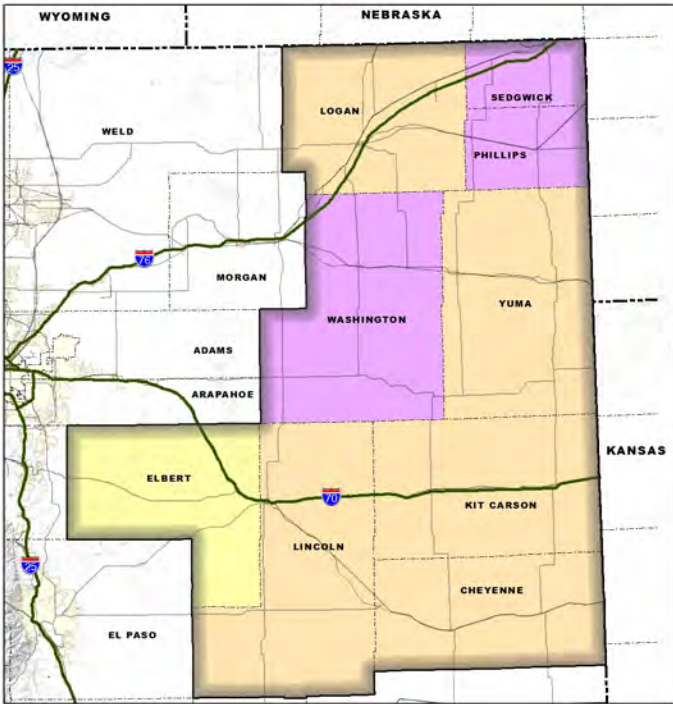 WYOMING
NEBRASKA
25
SEDGWICK
LOGAN
WELD
PHILLIPS
76
MORGAN
YUMA
WASHINGTON
ADAMS
ARAPAHOE
KANSAS
ELBERT
70
KIT CARSON
LINCOLN
25
CHEYENNE
EL PASO